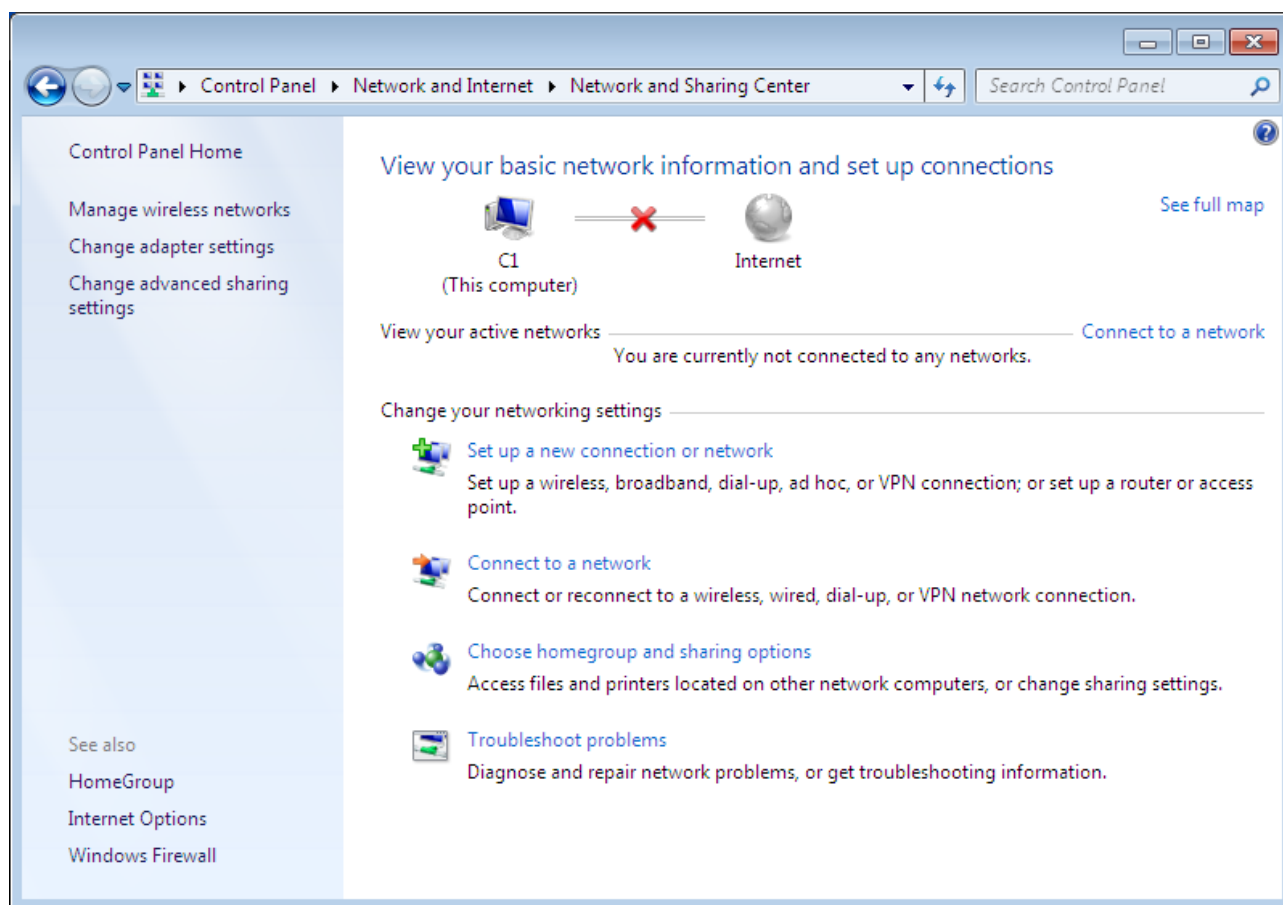 Control Panel
Network and Internet
Network and Sharing Center
Search Control Panel
Control Panel Home
Manage wireless networks
Change adapter settings
Change advanced sharing
settings
See also
HomeGroup
Internet Options
Windows Firewall
View your basic network information and set up connections
See full map
C1
(This computer)
Internet
View your active networks
Connect to a network
You are currently not connected to any networks.
Change your networking settings
Set up a new connection or network
Set up a wireless, broadband, dial-up, ad hoc, or VPN connection; or set up a router or access
point.
Connect to a network
Connect or reconnect to a wireless, wired, dial-up, or VPN network connection.
Choose homegroup and sharing options
Access files and printers located on other network computers, or change sharing settings.
Troubleshoot problems
Diagnose and repair network problems, or get troubleshooting information.